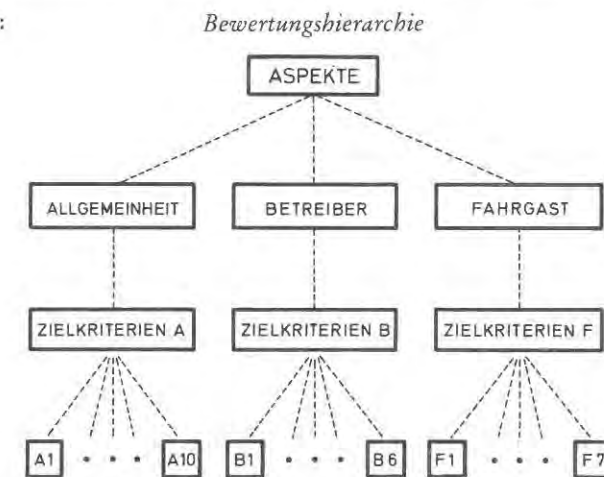 :
Bewertungshierarchie
ASPEKTE
ALLGEMEINHEIT BETREIBER FAHRGAST
ZIELKRITERIEN A ZIELKRITERIEN B ZIELKRITERIEN F
A1 • • • A10 B1 • • • B6 F1 • • • F7